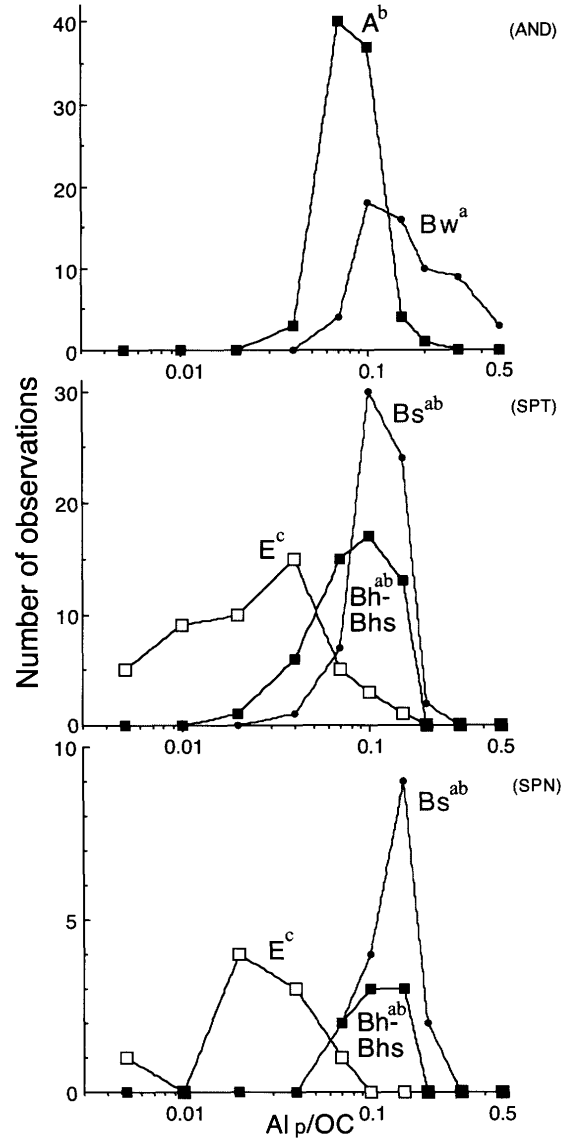 40
30
20
10
0
A^b
(AND)
Bw^a
0.01
0.1
0.5
Number of observations
30
20
10
0
Bs^ab
(SPT)
E^c
Bh-^ab
Bhs
0.01
0.1
0.5
10
5
0
Bs^ab
(SPN)
E^c
Bh-^ab
Bhs
0.01
0.1
0.5
Al p/OC